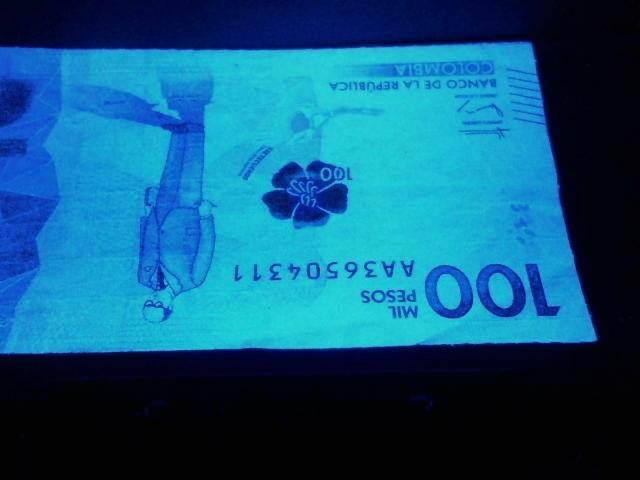 100
MIL
PESOS
AA36504311
100
BANCO DE LA REPÚBLICA
COLOMBIA